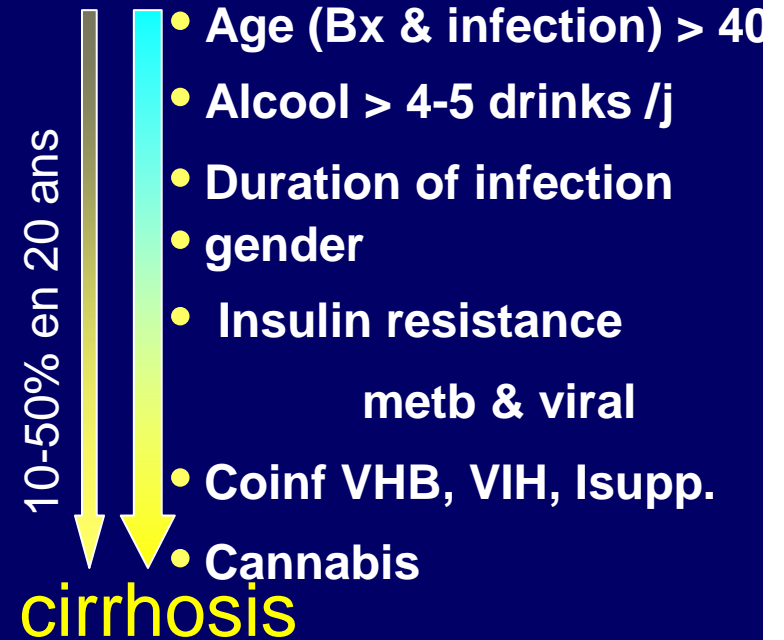 Age (Bx & infection) > 40
Alcool > 4-5 drinks /j
Duration of infection
gender
Insulin resistance
metb & viral
Coinf VHB, VIH, Isupp.
Cannabis
10-50% en 20 ans
cirrhosis